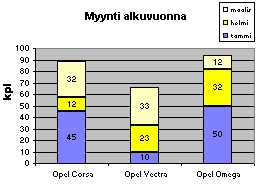 Myynti alkuvuonna
maalis
helmi
tammi
kpl
100
90
80
70
60
50
40
30
20
10
0
32
12
45
33
23
10
12
32
50
Opel Corsa
Opel Vectra
Opel Omega